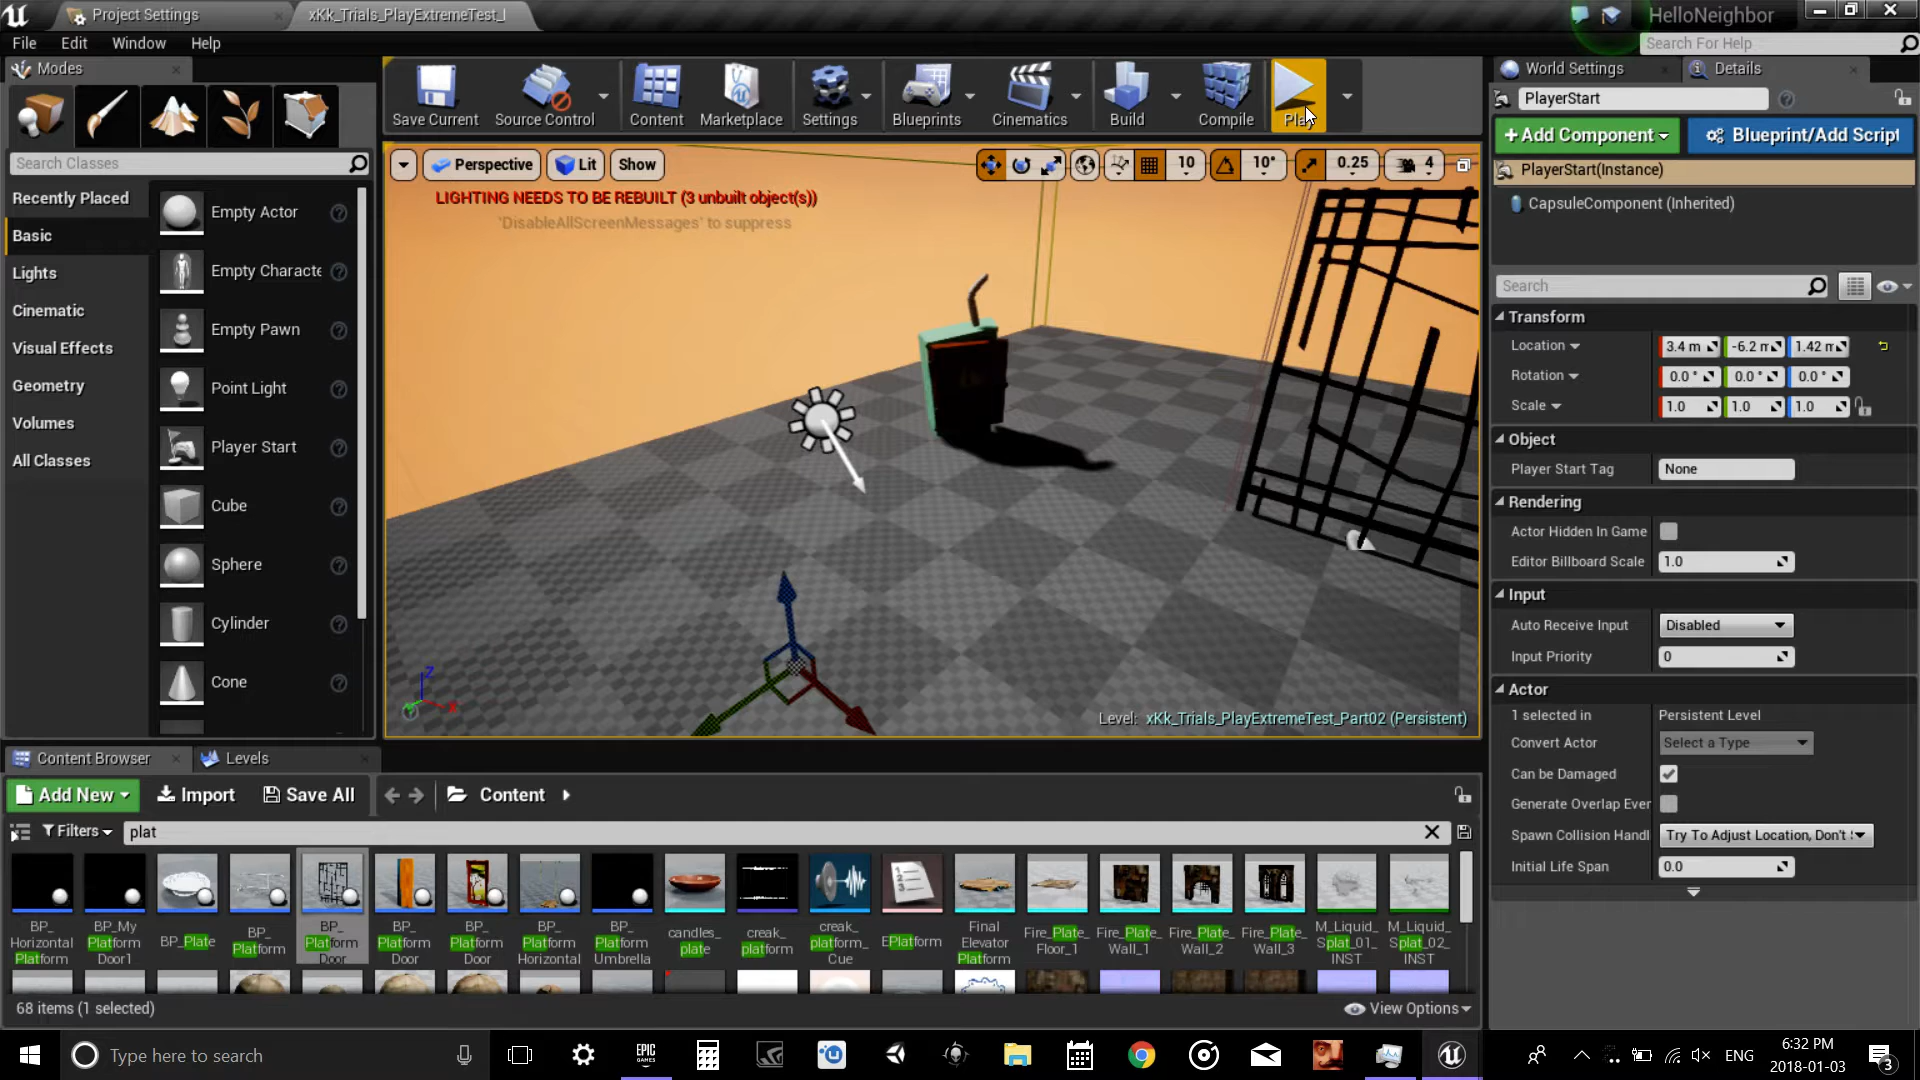 Project Settings
xKk_Trials_PlayExtremeTest_
HelloNeighbor
File
Edit
Window
Help
Search For Help
Modes
Save Current
Source Control
Content
Marketplace
Settings
Blueprints
Cinematics
Build
Compile
Play
World Settings
Details
PlayerStart
Add Component
Blueprint/Add Script
PlayerStart(Instance)
CapsuleComponent (Inherited)
Search Classes
Recently Placed
Basic
Lights
Cinematic
Visual Effects
Geometry
Volumes
All Classes
Empty Actor
Empty Characte
Empty Pawn
Point Light
Player Start
Cube
Sphere
Cylinder
Cone
Perspective
Lit
Show
10
10°
0.25
4
LIGHTING NEEDS TO BE REBUILT (3 unbuilt object(s))
'DisableAllScreenMessages' to suppress
Level: xKk_Trials_PlayExtremeTest_Part02 (Persistent)
Search
Transform
Location
3.4 m
-6.2 m
1.42 m
Rotation
0.0 °
0.0 °
0.0 °
Scale
1.0
1.0
1.0
Object
Player Start Tag
None
Rendering
Actor Hidden In Game
Editor Billboard Scale
1.0
Input
Auto Receive Input
Disabled
Input Priority
0
Actor
1 selected in
Persistent Level
Convert Actor
Select a Type
Can be Damaged
Generate Overlap Ever
Spawn Collision Handl
Try To Adjust Location, Don't
Initial Life Span
0.0
Content Browser
Levels
Add New
Import
Save All
Content
Filters
plat
BP_
Horizontal
Platform
BP_My
Platform
Door1
BP_Plate
BP_
Platform
BP_
Platform
Door
BP_
Platform
Door
BP_
Platform
Door
BP_
Platform
Horizontal
BP_
Platform
Umbrella
candles_
plate
creak_
platform
creak_
platform_
Cue
EPlatform
Final
Elevator
Platform
Fire_Plate_
Floor_1
Fire_Plate_
Wall_1
Fire_Plate_
Wall_2
Fire_Plate_
Wall_3
M_Liquid_
Splat_01_
INST
M_Liquid_
Splat_02_
INST
68 items (1 selected)
View Options
Type here to search
EPIC
GAMES
ENG
6:32 PM
2018-01-03
3